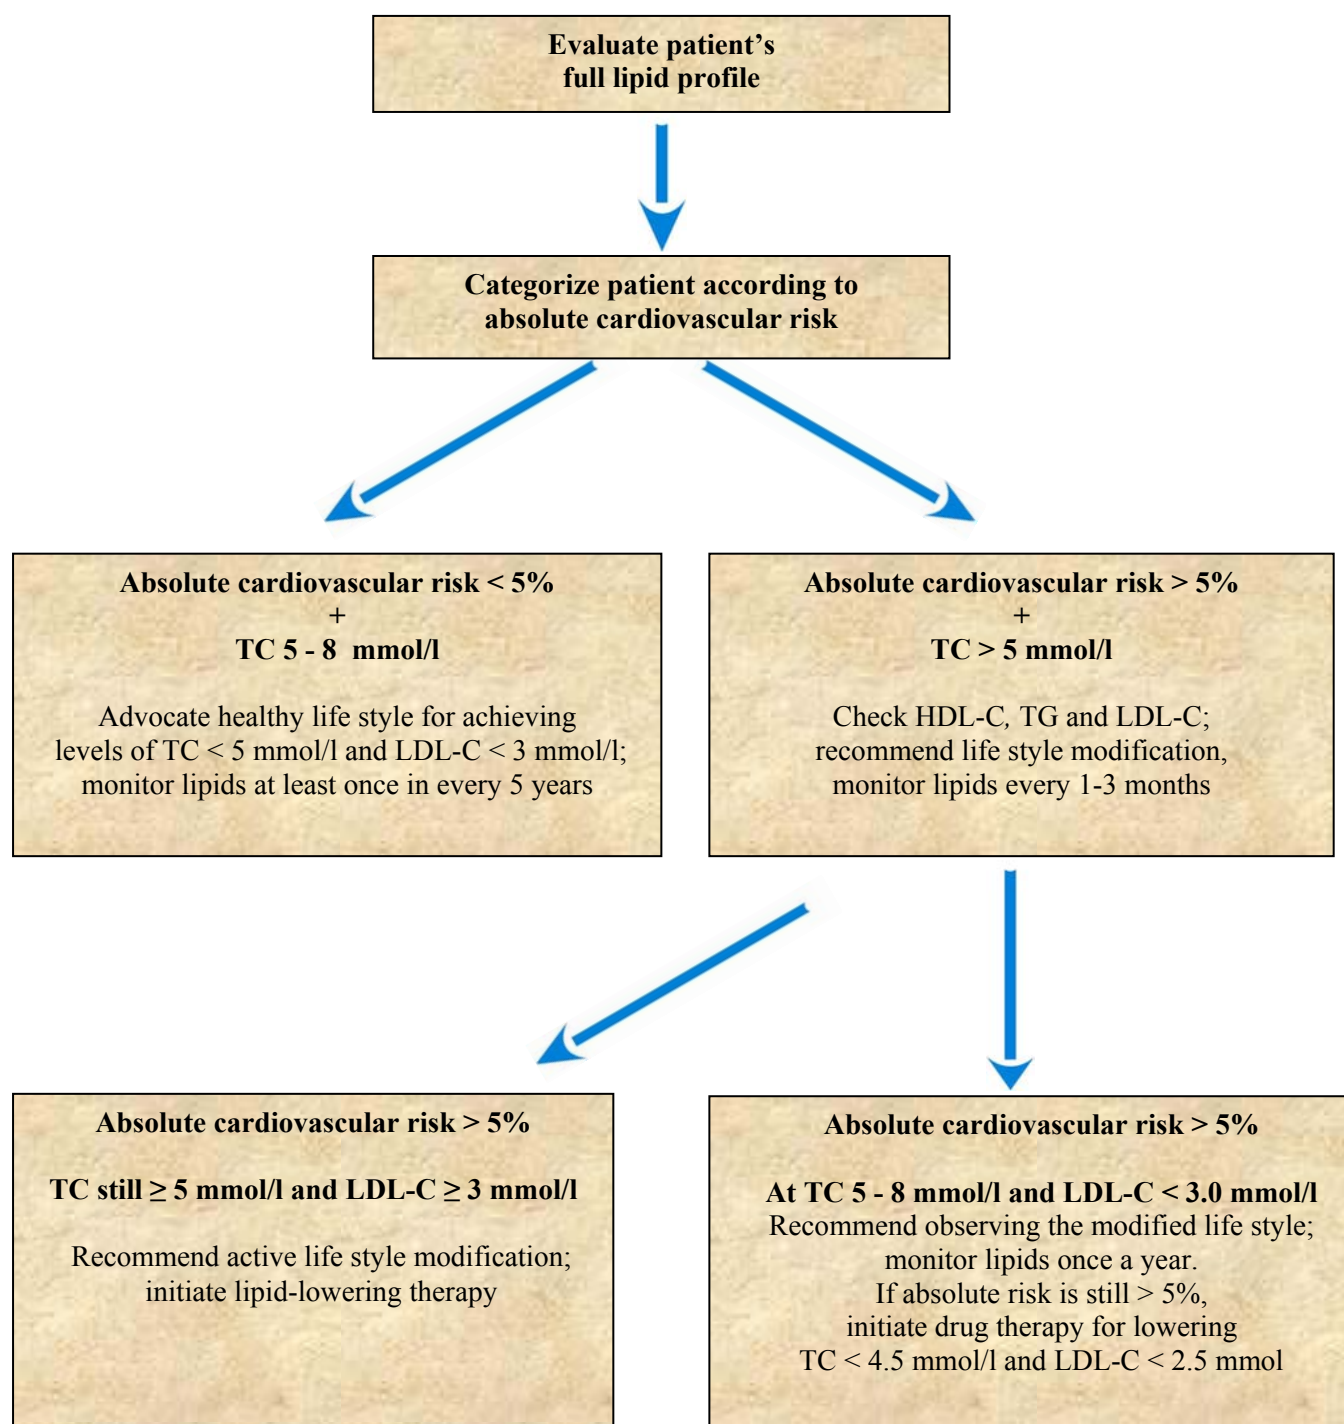 Evaluate patient’s
full lipid profile
Categorize patient according to
absolute cardiovascular risk
Absolute cardiovascular risk < 5%
+
TC 5 - 8  mmol/l
Advocate healthy life style for achieving
levels of TC < 5 mmol/l and LDL-C < 3 mmol/l;
monitor lipids at least once in every 5 years
Absolute cardiovascular risk > 5%
+
TC > 5 mmol/l
Check HDL-C, TG and LDL-C;
recommend life style modification,
monitor lipids every 1-3 months
Absolute cardiovascular risk > 5%
TC still ≥ 5 mmol/l and LDL-C ≥ 3 mmol/l
Recommend active life style modification;
initiate lipid-lowering therapy
Absolute cardiovascular risk > 5%
At TC 5 - 8 mmol/l and LDL-C < 3.0 mmol/l
Recommend observing the modified life style;
monitor lipids once a year.
If absolute risk is still > 5%,
initiate drug therapy for lowering
TC < 4.5 mmol/l and LDL-C < 2.5 mmol